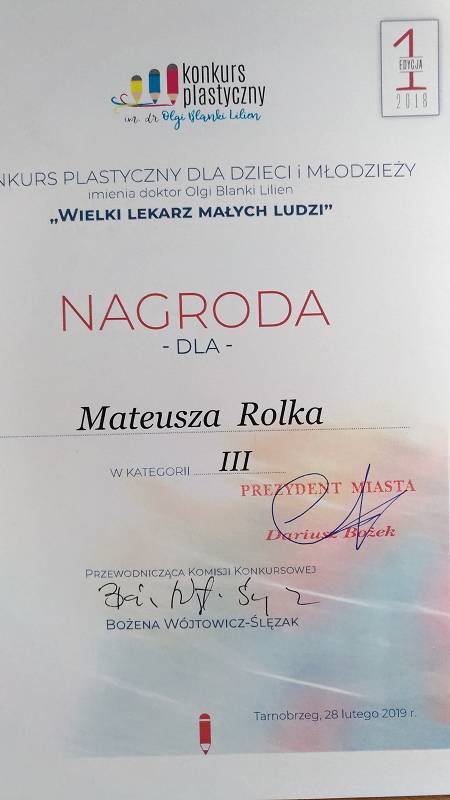 konkurs
plastyczny
im. dr Olgi Blanki Lilien
1
EDYCJA
2018
NKURS PLASTYCZNY DLA DZIECI i MŁODZIEŻY
imienia doktor Olgi Blanki Lilien
„WIELKI LEKARZ MAŁYCH LUDZI”
NAGRODA
- DLA -
Mateusza Rolka
W KATEGORII III
PREZYDENT MIASTA
Dariusz Bożek
PRZEWODNICZĄCA KOMISJI KONKURSOWEJ
BOŻENA WÓJTOWICZ-ŚLĘZAK
Tarnobrzeg, 28 lutego 2019 r.